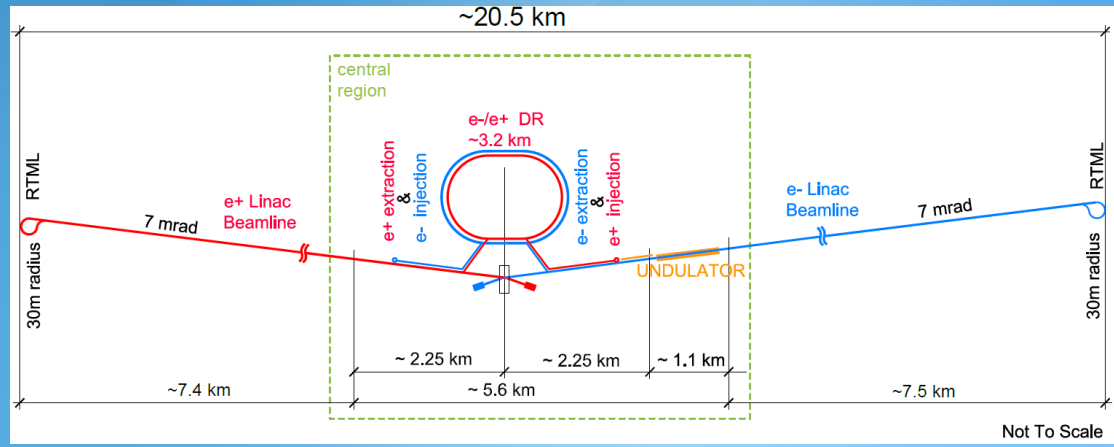 ~20.5 km
central
region
e-/e+ DR
~3.2 km
e+ extraction
&
e- injection
e- extraction
&
e+ injection
RTML
30m radius
e+ Linac
Beamline
7 mrad
e- Linac
Beamline
7 mrad
RTML
30m radius
UNDULATOR
~ 2.25 km
~ 2.25 km
~ 1.1 km
~7.4 km
~ 5.6 km
~7.5 km
Not To Scale